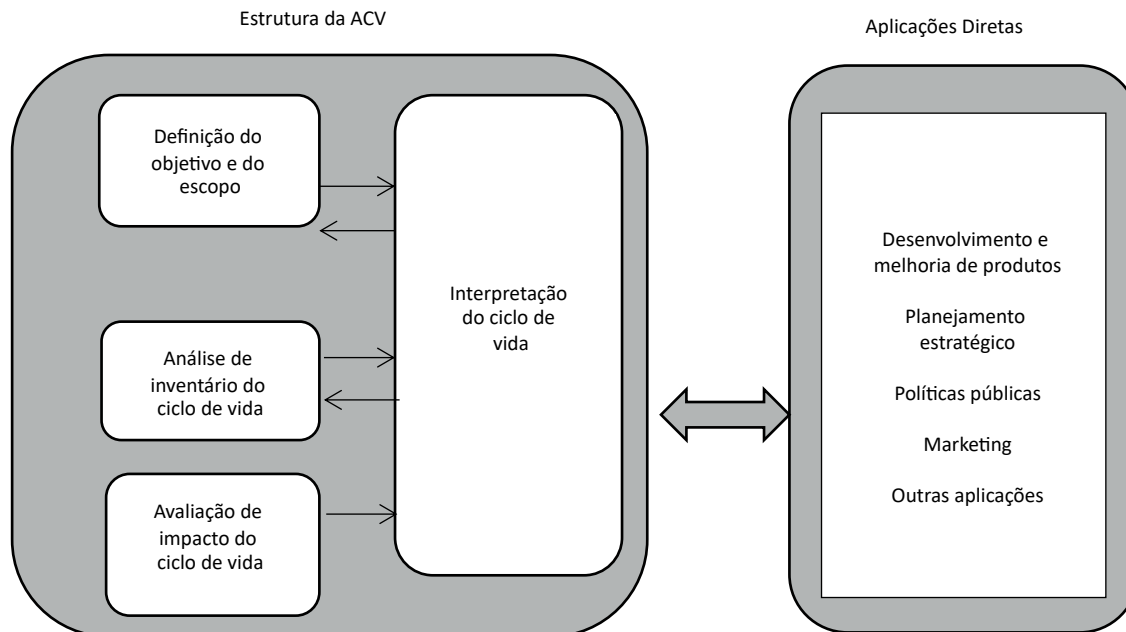 Estrutura da ACV
Aplicações Diretas
Definição do
objetivo e do
escopo
Interpretação
do ciclo de
vida
Análise de
inventário do
ciclo de vida
Avaliação de
impacto do
ciclo de vida
Desenvolvimento e
melhoria de produtos
Planejamento
estratégico
Políticas públicas
Marketing
Outras aplicações